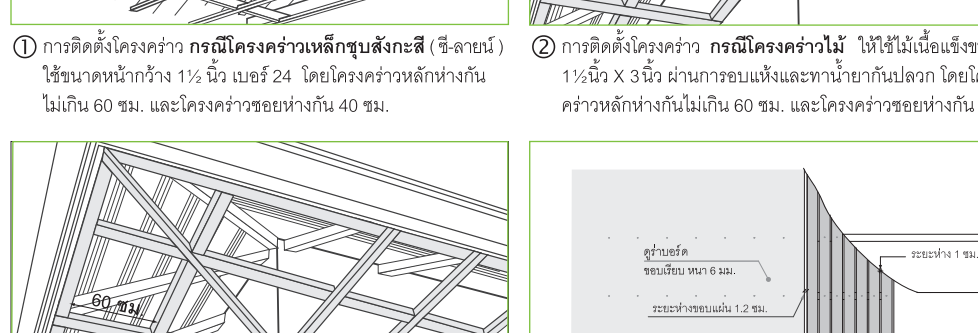 ① การติดตั้งโครงคร่าว กรณีโครงคร่าวเหล็กชุบสังกะสี ( ซี-ลายน์ )
ใช้ขนาดหน้ากว้าง 1½ นิ้ว เบอร์ 24 โดยโครงคร่าวหลักห่างกัน
ไม่เกิน 60 ซม. และโครงคร่าวซอยห่างกัน 40 ซม.
② การติดตั้งโครงคร่าว กรณีโครงคร่าวไม้ ให้ใช้ไม้เนื้อแข็ง
1½นิ้ว X 3นิ้ว ผ่านการอบแห้งและทาน้ำยากันปลวก
คร่าวหลักห่างกันไม่เกิน 60 ซม. และโครงคร่าวซอยห่างกัน
60 ซม.
ดูร่าบอร์ด
ขอบเรียบ หนา 6 มม.
ระยะห่างขอบแผ่น 1.2 ซม.
ระยะห่าง 1 ซม.